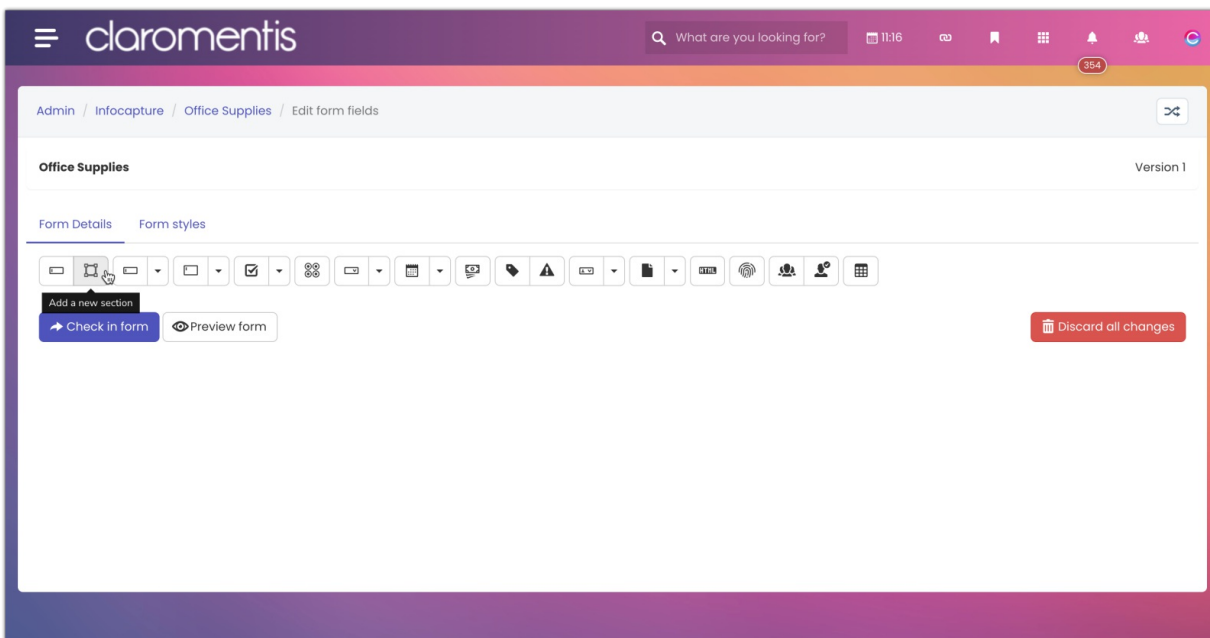 claromentis
What are you looking for?
11:16
354
Admin / Infocapture / Office Supplies / Edit form fields
Office Supplies
Version 1
Form Details
Form styles
HTML
Add a new section
Check in form
Preview form
Discard all changes